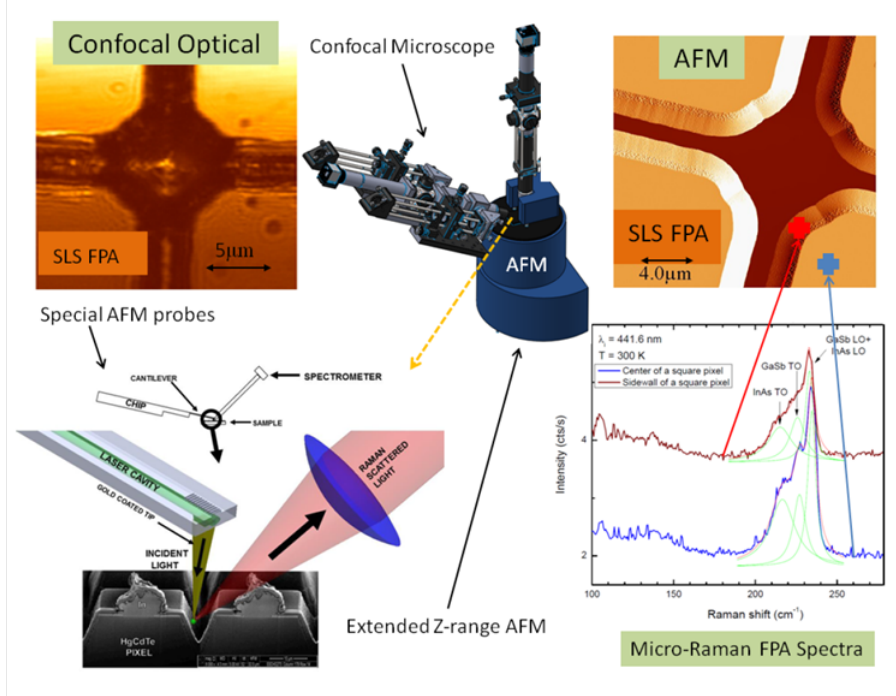 Confocal Optical
SLS FPA
5μm
Confocal Microscope
AFM
AFM
SLS FPA
4.0μm
Special AFM probes
CANTILEVER
CHIP
SPECTROMETER
SAMPLE
LASER CAVITY
GOLD COATED TIP
INCIDENT
LIGHT
RAMAN
SCATTERED
LIGHT
HgCdTe
PIXEL
In
Extended Z-range AFM
λᵢ = 441.6 nm
T = 300 K
Center of a square pixel
Sidewall of a square pixel
GaSb LO+
InAs LO
GaSb TO
InAs TO
Intensity (cts/s)
4
2
100 150 200 250
Raman shift (cm⁻¹)
Micro-Raman FPA Spectra